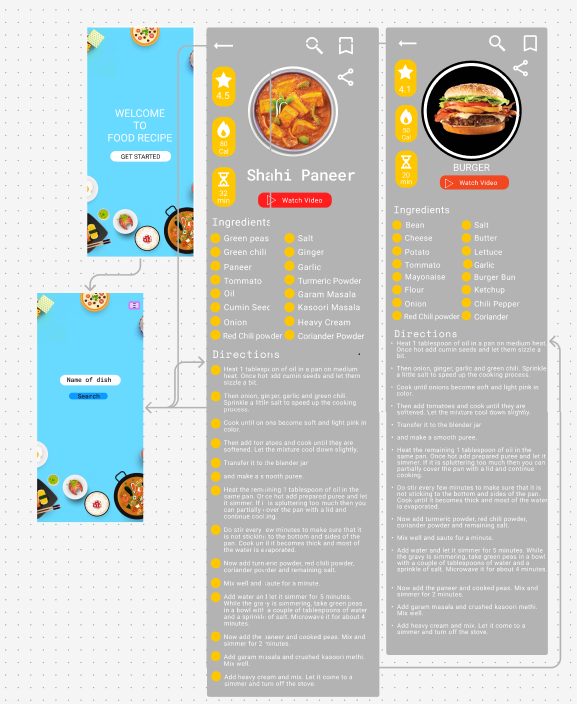 WELCOME
TO
FOOD RECIPE
GET STARTED
Name of dish
Search
4.5
60
Cal
32
min
Shahi Paneer
Watch Video
Ingredients
Green peas
Salt
Green chili
Ginger
Paneer
Garlic
Tommato
Turmeric Powder
Oil
Garam Masala
Cumin Seec
Kasoori Masala
Onion
Heavy Cream
Red Chili powder
Coriander Powder
Directions
Heat 1 tablespoon of oil in a pan on medium
heat. Once hot add cumin seeds and let them
sizzle a bit.
Then onion, ginger, garlic and green chili.
Sprinkle a little salt to speed up the cooking
process.
Cook until onions become soft and light pink in
color.
Then add tomatoes and cook until they are
softened. Let the mixture cool down slightly.
Transfer it to the blender jar
and make a smooth puree.
Heat the remaining 1 tablespoon of oil in the
same pan. Once hot add prepared puree and let
it simmer. If it is spluttering too much then you
can partially cover the pan with a lid and
continue cooking.
Do stir every few minutes to make sure that it
is not sticking to the bottom and sides of the
pan. Cook until it becomes thick and most of
the water is evaporated.
Now add turmeric powder, red chili powder,
coriander powder and remaining salt.
Mix well and saute for a minute.
Add water and let it simmer for 5 minutes.
While the gravy is simmering, take green peas
in a bowl with a couple of tablespoons of water
and a sprinkle of salt. Microwave it for about 4
minutes.
Now add the paneer and cooked peas. Mix and
simmer for 2 minutes.
Add garam masala and crushed kasoori methi.
Mix well.
Add heavy cream and mix. Let it come to a
simmer and turn off the stove.
4.1
50
Cal
20
min
BURGER
Watch Video
Ingredients
Bean
Salt
Cheese
Butter
Potato
Lettuce
Tommato
Garlic
Mayonaise
Burger Bun
Flour
Ketchup
Onion
Chili Pepper
Red Chili powder
Coriander
Directions
Heat 1 tablespoon of oil in a pan on medium heat.
Once hot add cumin seeds and let them sizzle a
bit.
Then onion, ginger, garlic and green chili. Sprinkle
a little salt to speed up the cooking process.
Cook until onions become soft and light pink in
color.
Then add tomatoes and cook until they are
softened. Let the mixture cool down slightly.
Transfer it to the blender jar
and make a smooth puree.
Heat the remaining 1 tablespoon of oil in the same
pan. Once hot add prepared puree and let it
simmer. If it is spluttering too much then you can
partially cover the pan with a lid and continue
cooking.
Do stir every few minutes to make sure that it is
not sticking to the bottom and sides of the pan.
Cook until it becomes thick and most of the water
is evaporated.
Now add turmeric powder, red chili powder,
coriander powder and remaining salt.
Mix well and saute for a minute.
Add water and let it simmer for 5 minutes. While
the gravy is simmering, take green peas in a bowl
with a couple of tablespoons of water and a
sprinkle of salt. Microwave it for about 4 minutes.
Now add the paneer and cooked peas. Mix and
simmer for 2 minutes.
Add garam masala and crushed kasoori methi.
Mix well.
Add heavy cream and mix. Let it come to a
simmer and turn off the stove.